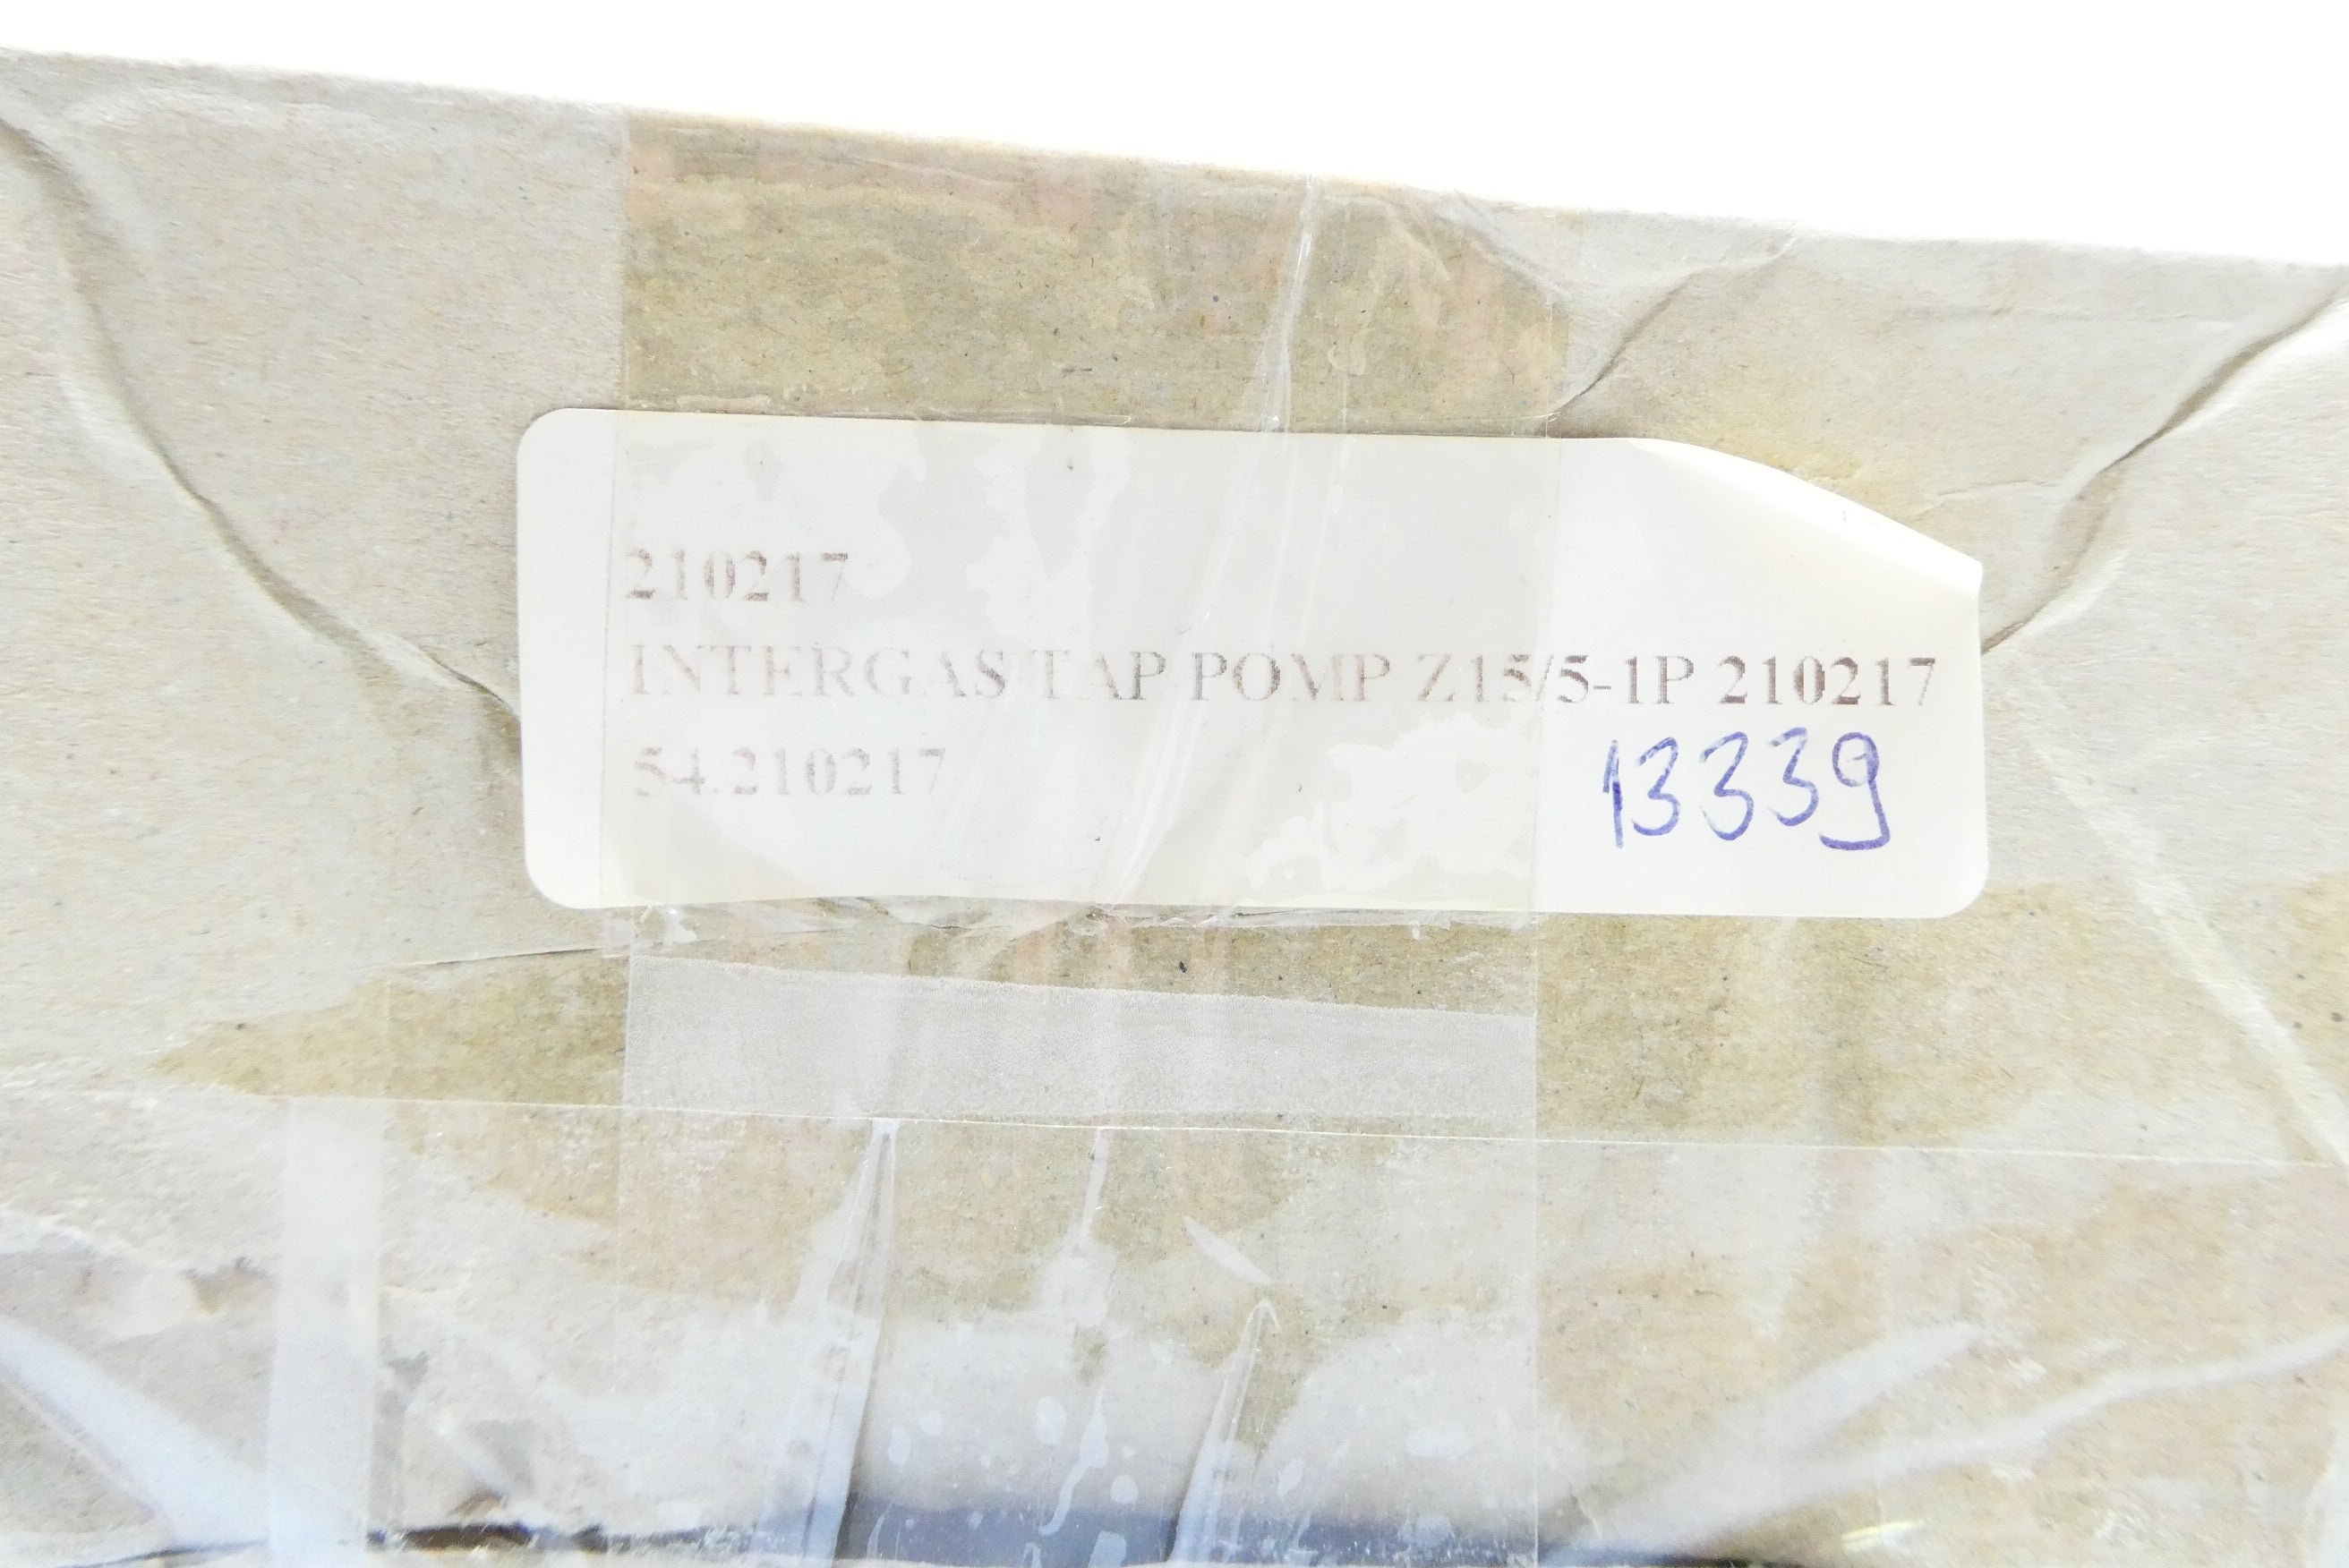 210217
INTERGAS TAP POMP Z15/5-1P 210217
54.210217
13339